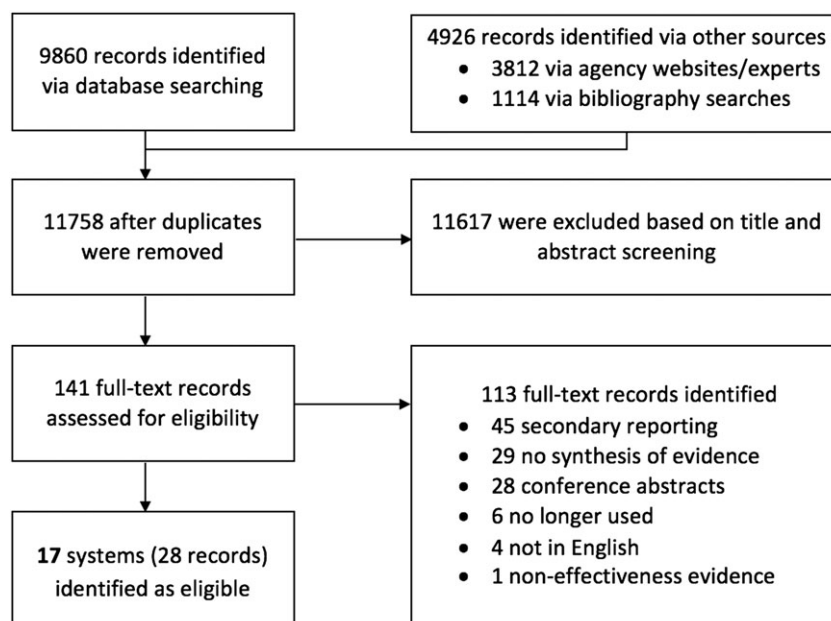 9860 records identified
via database searching
4926 records identified via other sources
• 3812 via agency websites/experts
• 1114 via bibliography searches
11758 after duplicates
were removed
11617 were excluded based on title and
abstract screening
141 full-text records
assessed for eligibility
113 full-text records identified
• 45 secondary reporting
• 29 no synthesis of evidence
• 28 conference abstracts
• 6 no longer used
• 4 not in English
• 1 non-effectiveness evidence
17 systems (28 records)
identified as eligible